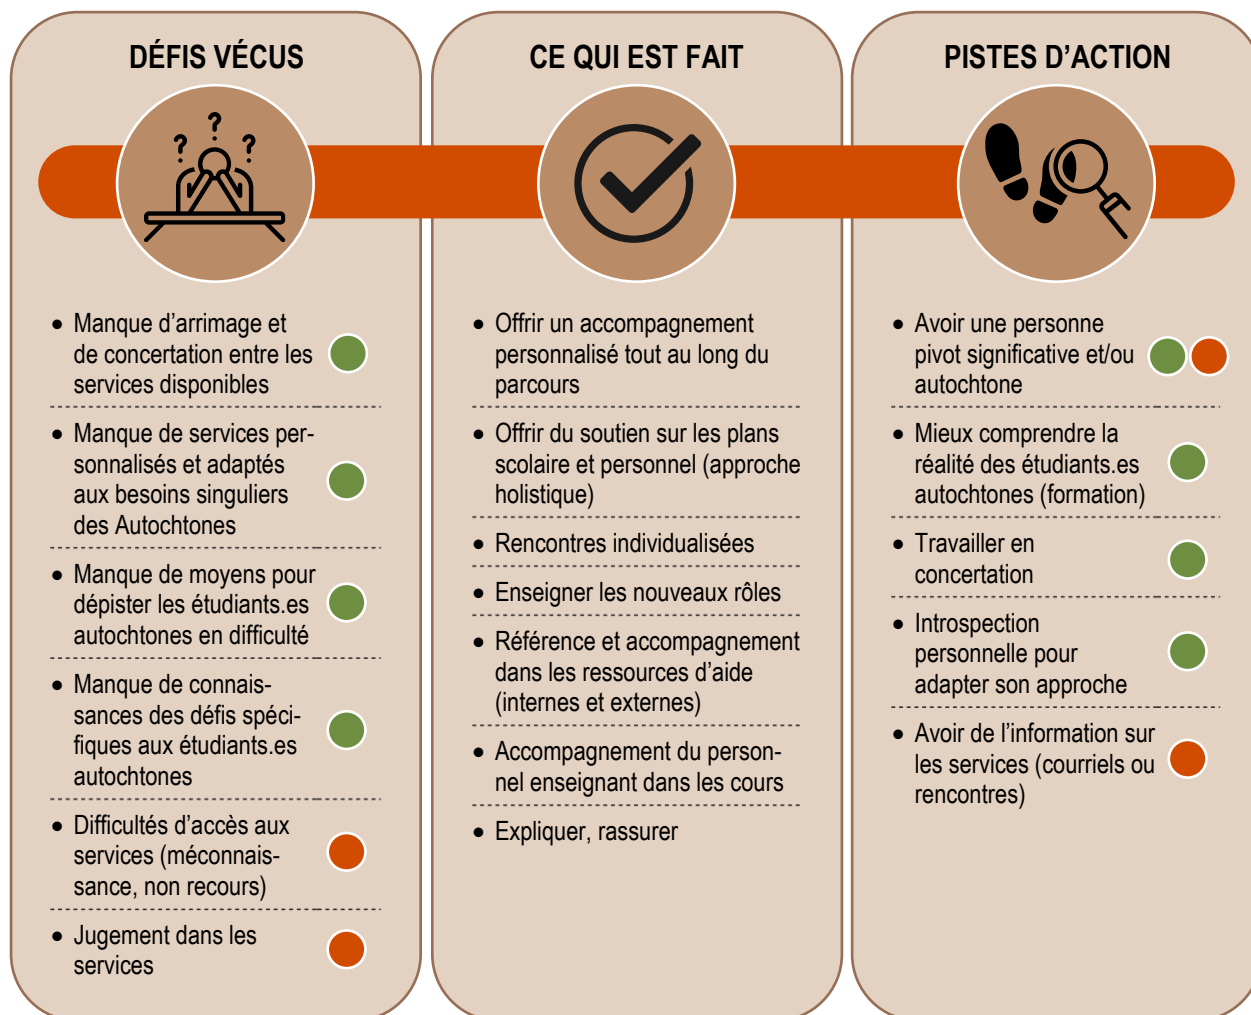 DÉFIS VÉCUS
? ? ?
• Manque d'arrimage et
de concertation entre les
services disponibles
• Manque de services per-
sonnalisés et adaptés
aux besoins singuliers
des Autochtones
• Manque de moyens pour
dépister les étudiants.es
autochtones en difficulté
• Manque de connais-
sances des défis spéci-
fiques aux étudiants.es
autochtones
• Difficultés d'accès aux
services (méconnais-
sance, non recours)
• Jugement dans les
services
CE QUI EST FAIT
• Offrir un accompagnement
personnalisé tout au long du
parcours
• Offrir du soutien sur les plans
scolaire et personnel (approche
holistique)
• Rencontres individualisées
• Enseigner les nouveaux rôles
• Référence et accompagnement
dans les ressources d'aide
(internes et externes)
• Accompagnement du person-
nel enseignant dans les cours
• Expliquer, rassurer
PISTES D'ACTION
• Avoir une personne
pivot significative et/ou
autochtone
• Mieux comprendre la
réalité des étudiants.es
autochtones (formation)
• Travailler en
concertation
• Introspection
personnelle pour
adapter son approche
• Avoir de l'information sur
les services (courriels ou
rencontres)